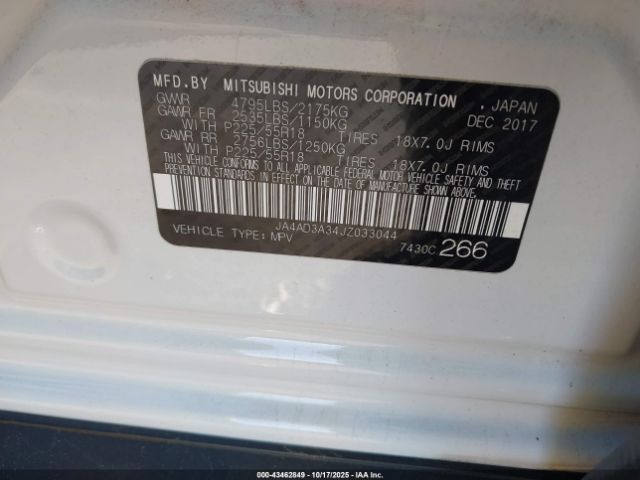 MFD.BY MITSUBISHI MOTORS CORPORATION , JAPAN
GWWR 4795LBS/2175KG DEC 2017
GAWR FR 2535LBS/1150KG
WITH P225/55R18 TIRES 18X7.0J RIMS
GAWR RR 2756LBS/1250KG
WITH P225/55R18 TIRES 18X7.0J RIMS
THIS VEHICLE CONFORMS TO ALL APPLICABLE FEDERAL MOTOR VEHICLE SAFETY AND THEFT
PREVENTION STANDARDS IN EFFECT ON THE DATE OF MANUFACTURE SHOWN ABOVE.
JA4AD3A34JZ033044
VEHICLE TYPE: MPV 7430C 266
000-43462849 - 10/17/2025 - IAA Inc.